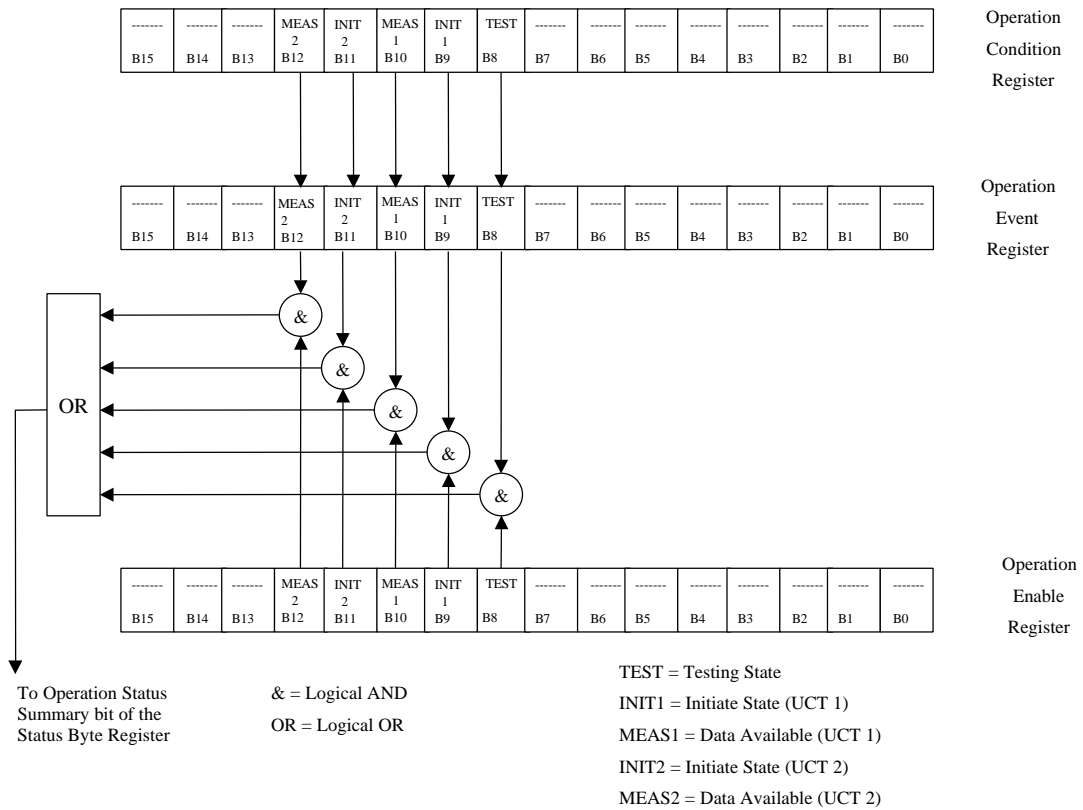 ------- ------- ------- MEAS INIT MEAS INIT TEST ------- ------- ------- ------- ------- ------- ------- -------
2 2 1 1
B15 B14 B13 B12 B11 B10 B9 B8 B7 B6 B5 B4 B3 B2 B1 B0
Operation
Condition
Register
------- ------- ------- MEAS INIT MEAS INIT TEST ------- ------- ------- ------- ------- ------- ------- -------
2 2 1 1
B15 B14 B13 B12 B11 B10 B9 B8 B7 B6 B5 B4 B3 B2 B1 B0
Operation
Event
Register
&
&
OR
&
&
&
------- ------- ------- MEAS INIT MEAS INIT TEST ------- ------- ------- ------- ------- ------- ------- -------
2 2 1 1
B15 B14 B13 B12 B11 B10 B9 B8 B7 B6 B5 B4 B3 B2 B1 B0
Operation
Enable
Register
To Operation Status
Summary bit of the
Status Byte Register
& = Logical AND
OR = Logical OR
TEST = Testing State
INIT1 = Initiate State (UCT 1)
MEAS1 = Data Available (UCT 1)
INIT2 = Initiate State (UCT 2)
MEAS2 = Data Available (UCT 2)